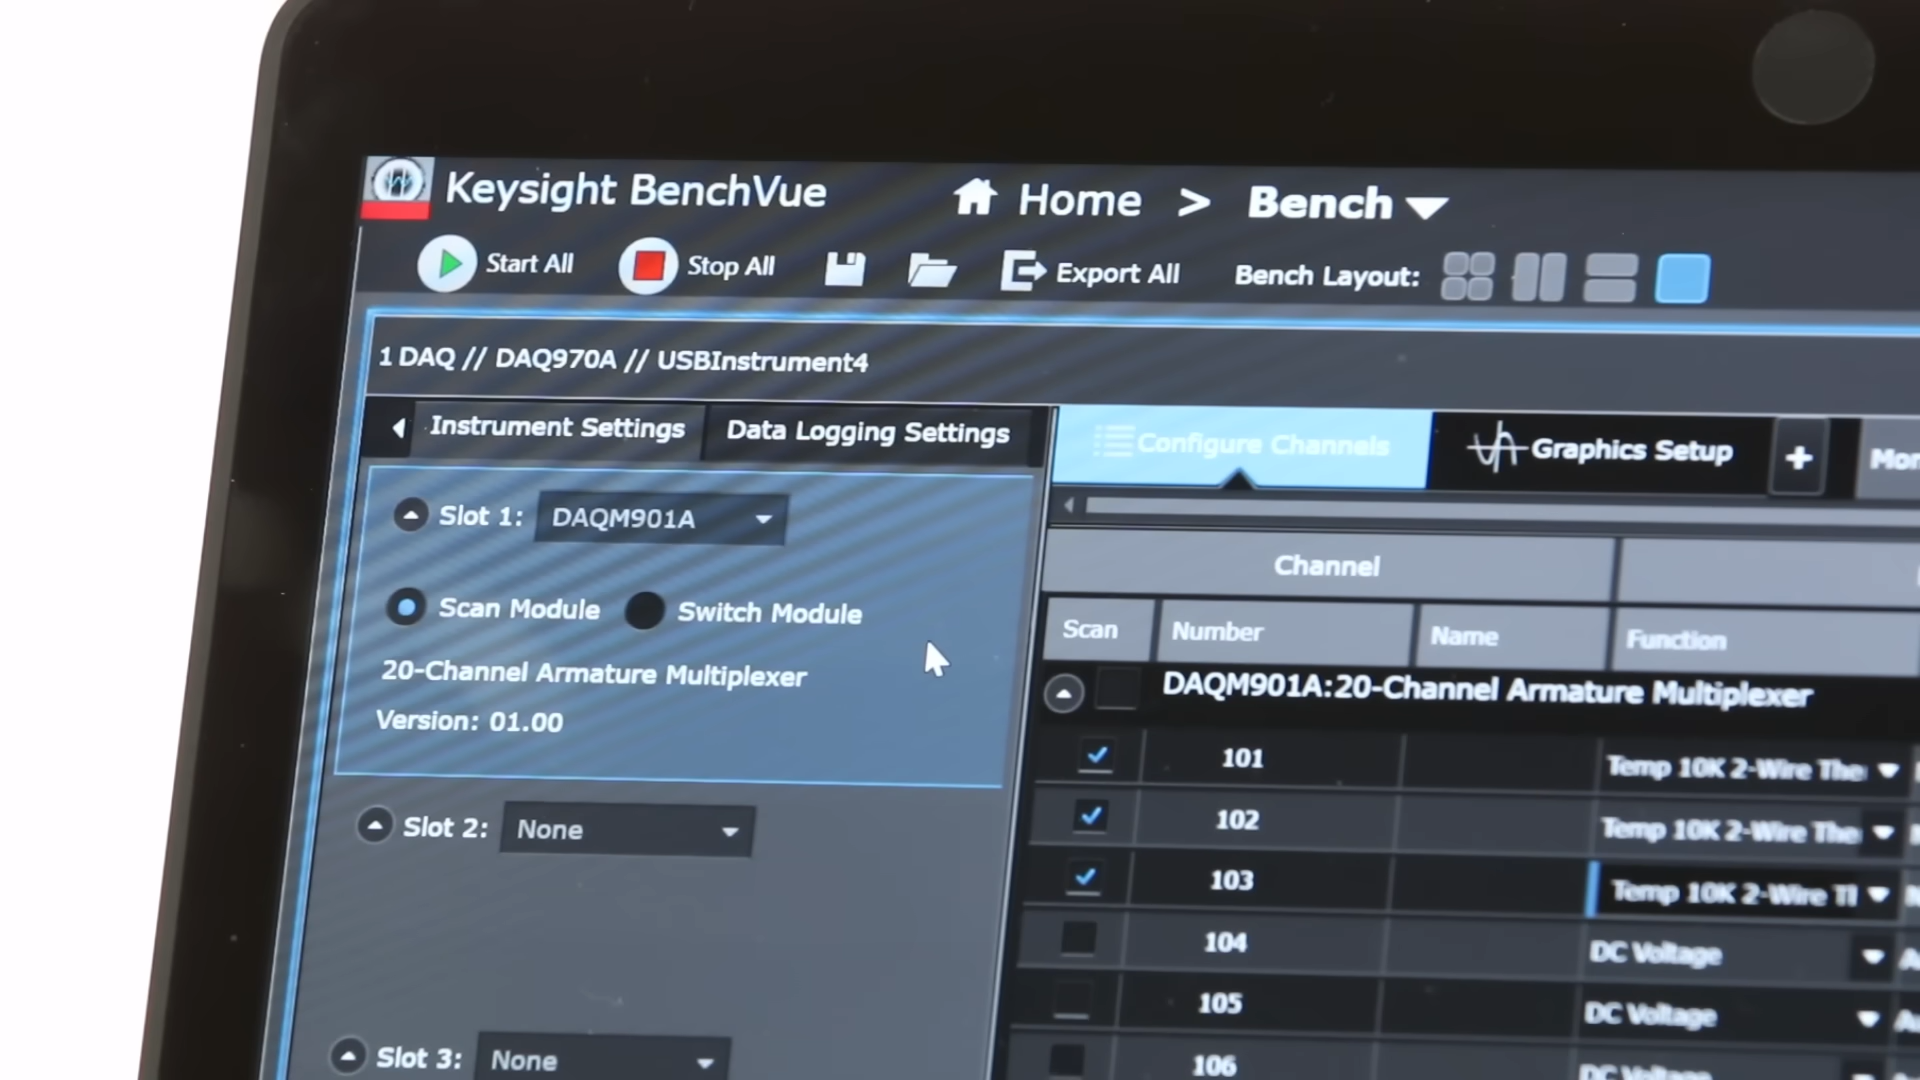 Keysight BenchVue
Home > Bench
Start All
Stop All
Export All
Bench Layout:
1 DAQ // DAQ970A // USBInstrument4
Instrument Settings
Data Logging Settings
Configure Channels
Graphics Setup
+
Slot 1: DAQM901A
Scan Module
Switch Module
20-Channel Armature Multiplexer
Version: 01.00
Slot 2: None
Slot 3: None
Channel
Scan Number Name Function
DAQM901A:20-Channel Armature Multiplexer
101 Temp 10K 2-Wire The
102 Temp 10K 2-Wire The
103 Temp 10K 2-Wire
104 DC Voltage
105 DC Voltage
106 DC Voltage